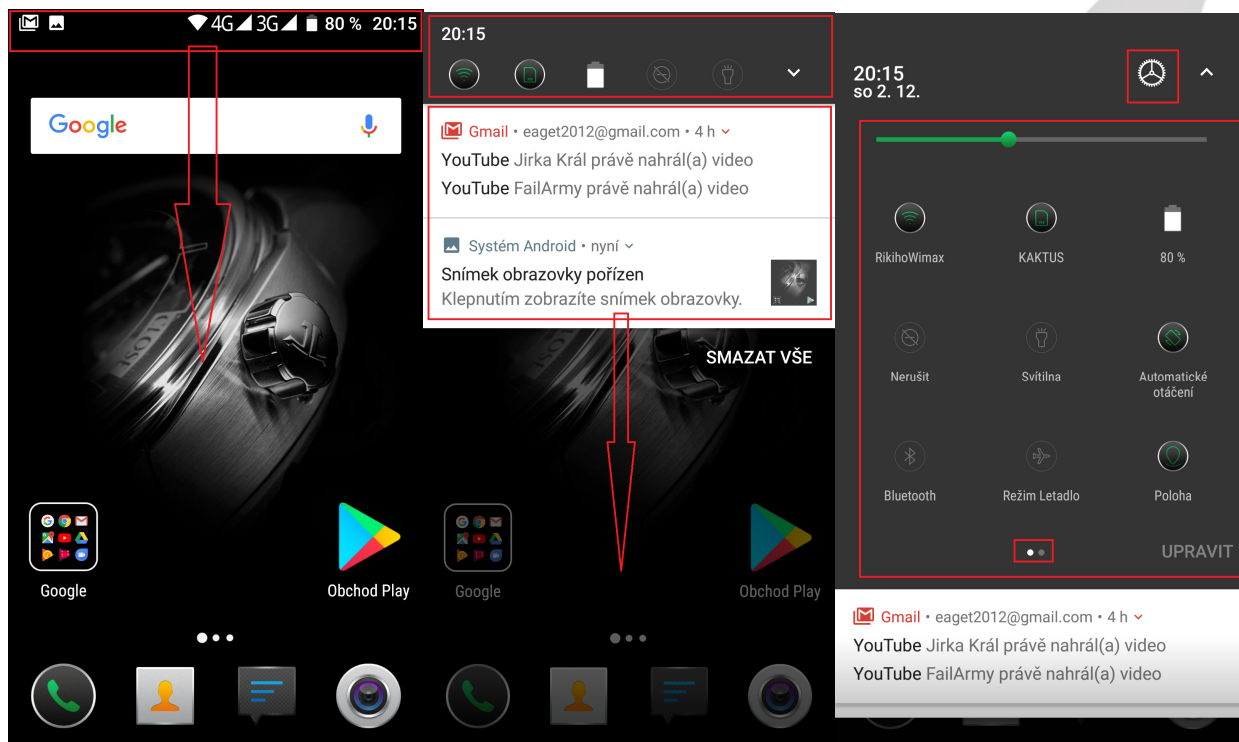 4G 3G 80 % 20:15
Google
CLOSE
Google
Obchod Play
20:15
Gmail • eaget2012@gmail.com • 4 h
YouTube Jirka Král právě nahrál(a) video
YouTube FailArmy právě nahrál(a) video
Systém Android • nyní
Snímek obrazovky pořízen
Klepnutím zobrazíte snímek obrazovky.
SMAZAT VŠE
Google
Obchod Play
20:15
so 2. 12.
RikihoWimax
KAKTUS
80 %
Nerušit
Svítilna
Automatické
otáčení
Bluetooth
Režim Letadlo
Poloha
UPRAVIT
Gmail • eaget2012@gmail.com • 4 h
YouTube Jirka Král právě nahrál(a) video
YouTube FailArmy právě nahrál(a) video